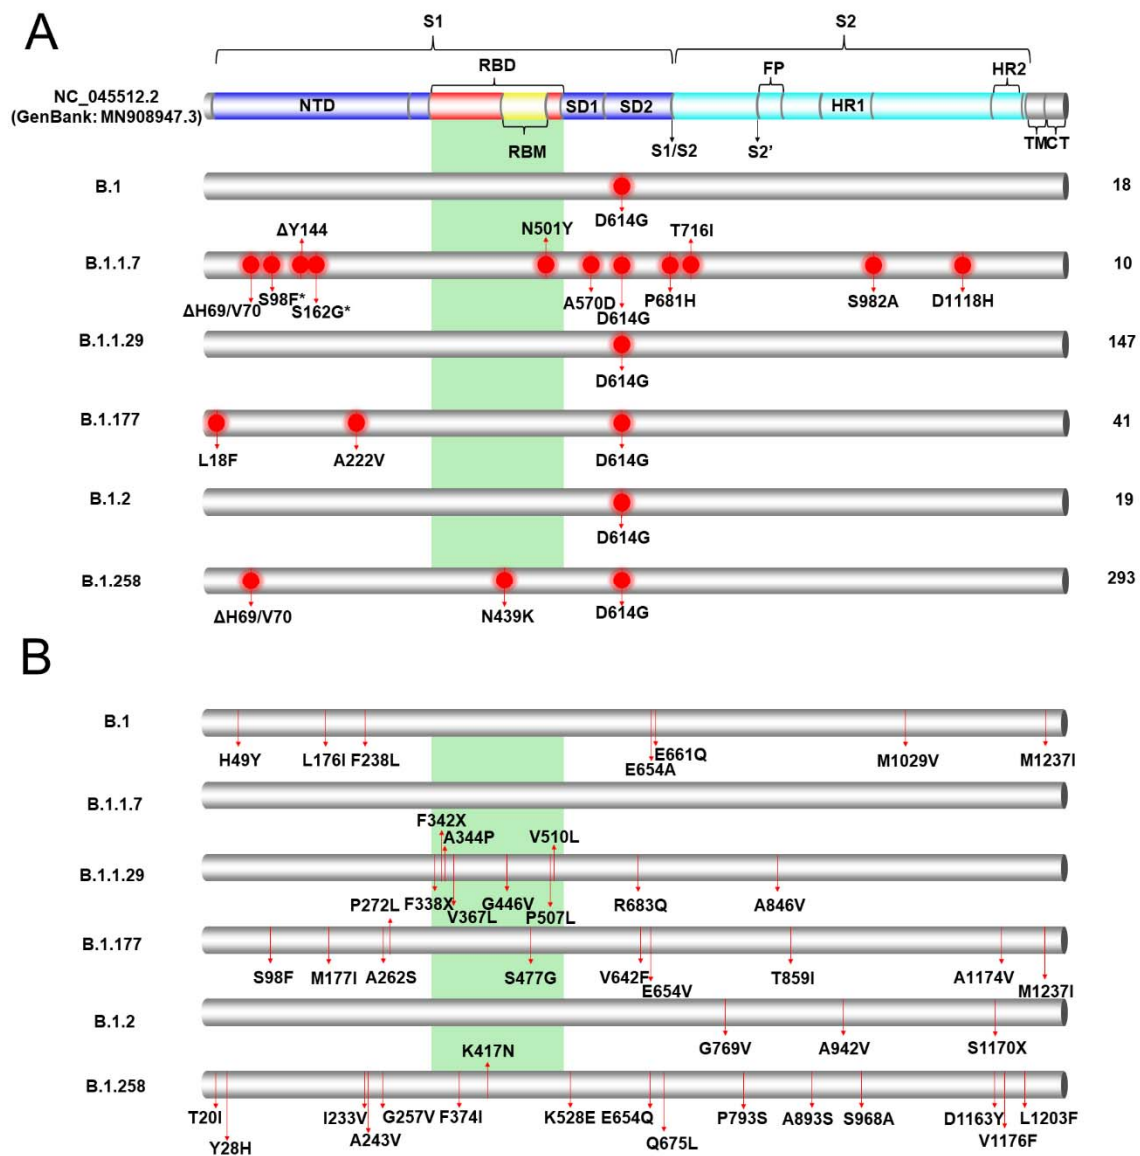 A
S1
S2
RBD
FP
HR2
NC_045512.2
(GenBank: MN908947.3)
NTD
SD1
SD2
HR1
RBM
S1/S2
S2’
TM
CT
B.1
18
D614G
ΔY144
N501Y
T716I
B.1.1.7
10
ΔH69/V70
S98F*
S162G*
A570D
D614G
P681H
S982A
D1118H
B.1.1.29
147
D614G
B.1.177
41
L18F
A222V
D614G
B.1.2
19
D614G
B.1.258
293
ΔH69/V70
N439K
D614G
B
B.1
H49Y
L176I
F238L
E654A
E661Q
M1029V
M1237I
B.1.1.7
F342X
A344P
V510L
B.1.1.29
F338X
V367L
G446V
P507L
R683Q
A846V
P272L
B.1.177
S98F
M177I
A262S
S477G
V642F
E654V
T859I
A1174V
M1237I
B.1.2
G769V
A942V
S1170X
K417N
B.1.258
T20I
Y28H
I233V
A243V
G257V
F374I
K528E
E654Q
Q675L
P793S
A893S
S968A
D1163Y
V1176F
L1203F